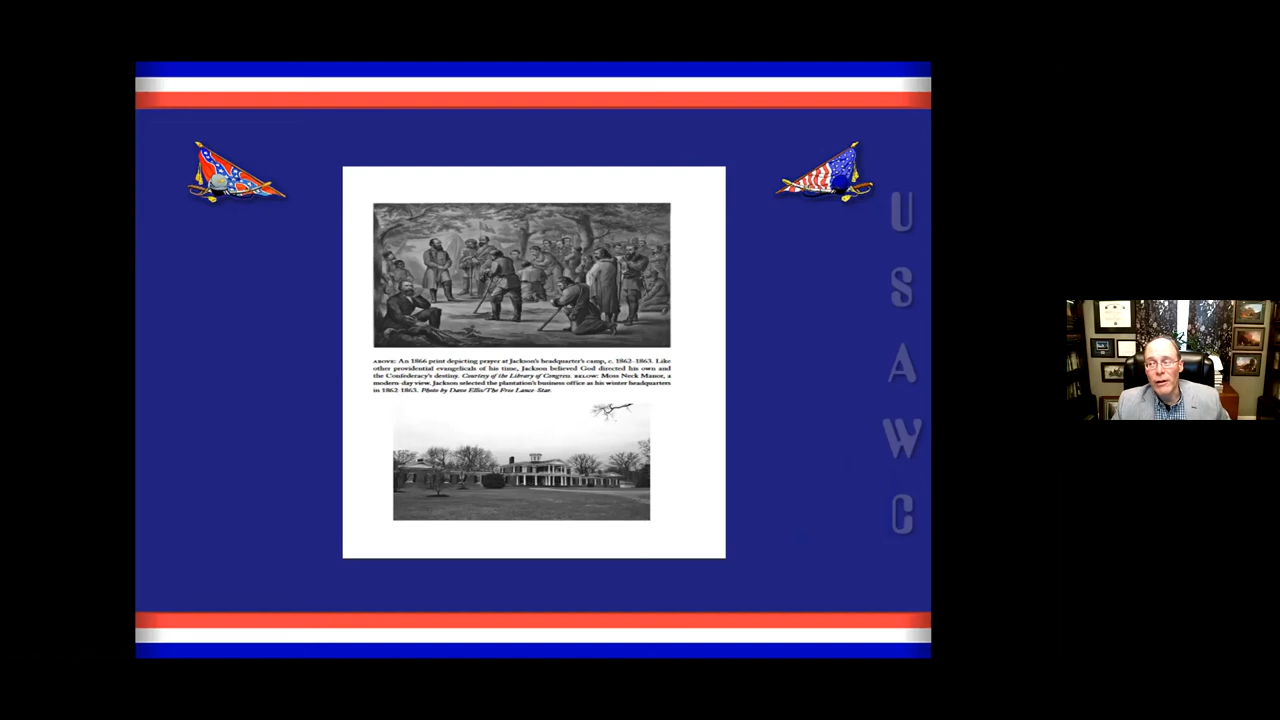 ABOVE: An 1866 print depicting prayer at Jackson's headquarter's camp, c. 1862–1863. Like
other providential evangelicals of his time, Jackson believed God directed his own and
the Confederacy's destiny. Courtesy of the Library of Congress. BELOW: Moss Neck Manor, a
modern-day view. Jackson selected the plantation's business office as his winter headquarters
in 1862–1863. Photo by Dave Ellis/The Free Lance–Star.
U
S
A
W
C